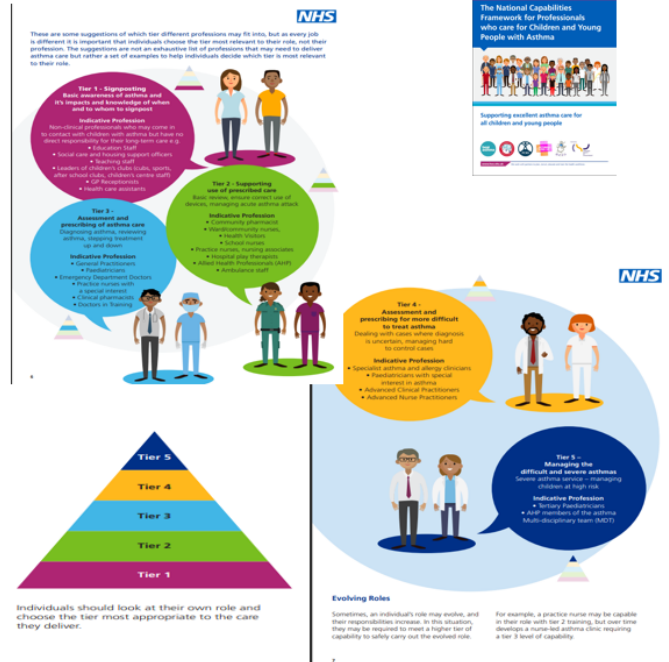 NHS
These are some suggestions of which tier different professions may fit into, but as every job
is different it is important that individuals choose the tier most relevant to their role, not their
profession. The suggestions are not an exhaustive list of professions that may need to deliver
asthma care but rather a set of examples to help individuals decide which tier is most relevant
to their role.
Tier 1 - Signposting
Basic awareness of asthma and
it's impacts and knowledge of when
and to whom to signpost
Indicative Profession
Non-clinical professionals who may come in
to contact with children with asthma but have no
direct responsibility for their long-term care e.g.
• Education Staff
• Social care and housing support officers
• Teaching staff
• Leaders of children's clubs (cubs, sports,
after school clubs, children's centre staff)
• GP Receptionists
• Health care assistants
Tier 2 - Supporting
use of prescribed care
Basic review, ensure correct use of
devices, managing acute asthma attack
Indicative Profession
• Community pharmacist
• Ward/community nurses,
• Health Visitors
• School nurses
• Practice nurses, nursing associates
• Hospital play therapists
• Allied Health Professionals (AHP)
• Ambulance staff
Tier 3 -
Assessment and
prescribing of asthma care
Diagnosing asthma, reviewing
asthma, stepping treatment
up and down
Indicative Profession
• General Practitioners
• Paediatricians
• Emergency Department Doctors
• Practice nurses with
a special interest
• Clinical pharmacists
• Doctors in Training
The National Capabilities
Framework for Professionals
who care for Children and Young
People with Asthma
Supporting excellent asthma care for
all children and young people
NHS
Tier 4 -
Assessment and
prescribing for more difficult
to treat asthma
Dealing with cases where diagnosis
is uncertain, managing hard
to control cases
Indicative Profession
• Specialist asthma and allergy clinicians
• Paediatricians with special
interest in asthma
• Advanced Clinical Practitioners
• Advanced Nurse Practitioners
Tier 5 –
Managing the
difficult and severe asthmas
Severe asthma service – managing
children at high risk
Indicative Profession
• Tertiary Paediatricians
• AHP members of the asthma
Multi-disciplinary team (MDT)
Tier 5
Tier 4
Tier 3
Tier 2
Tier 1
Individuals should look at their own role and
choose the tier most appropriate to the care
they deliver.
Evolving Roles
Sometimes, an individual's role may evolve, and
their responsibilities increase. In this situation,
they may be required to meet a higher tier of
capability to safely carry out the evolved role.
For example, a practice nurse may be capable
in their role with tier 2 training, but over time
develops a nurse-led asthma clinic requiring
a tier 3 level of capability.